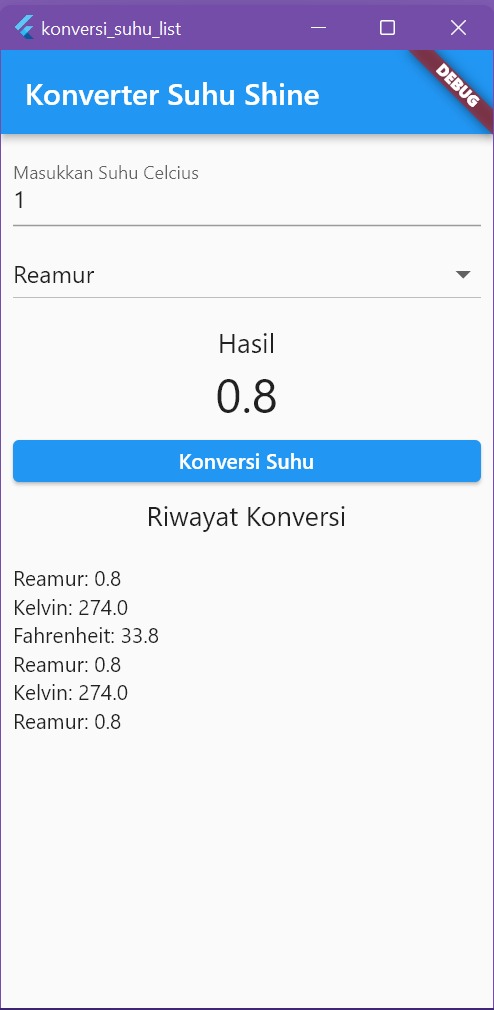 konversi_suhu_list
Konverter Suhu Shine
DEBUG
Masukkan Suhu Celcius
1
Reamur
Hasil
0.8
Konversi Suhu
Riwayat Konversi
Reamur: 0.8
Kelvin: 274.0
Fahrenheit: 33.8
Reamur: 0.8
Kelvin: 274.0
Reamur: 0.8